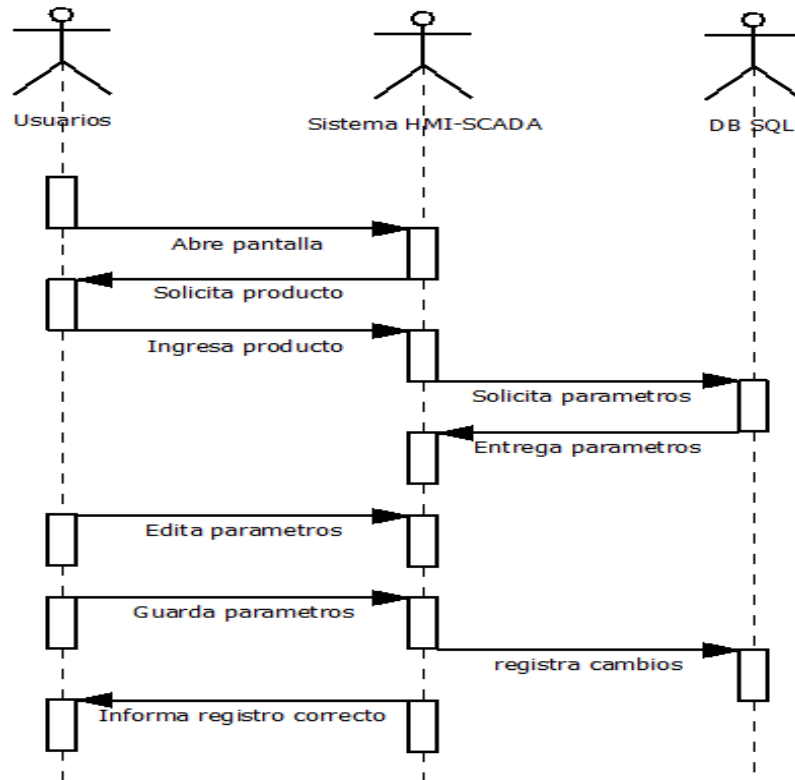 Usuarios
Sistema HMI-SCADA
DB SQL
Abre pantalla
Solicita producto
Ingresa producto
Solicita parametros
Entrega parametros
Edita parametros
Guarda parametros
registra cambios
Informa registro correcto